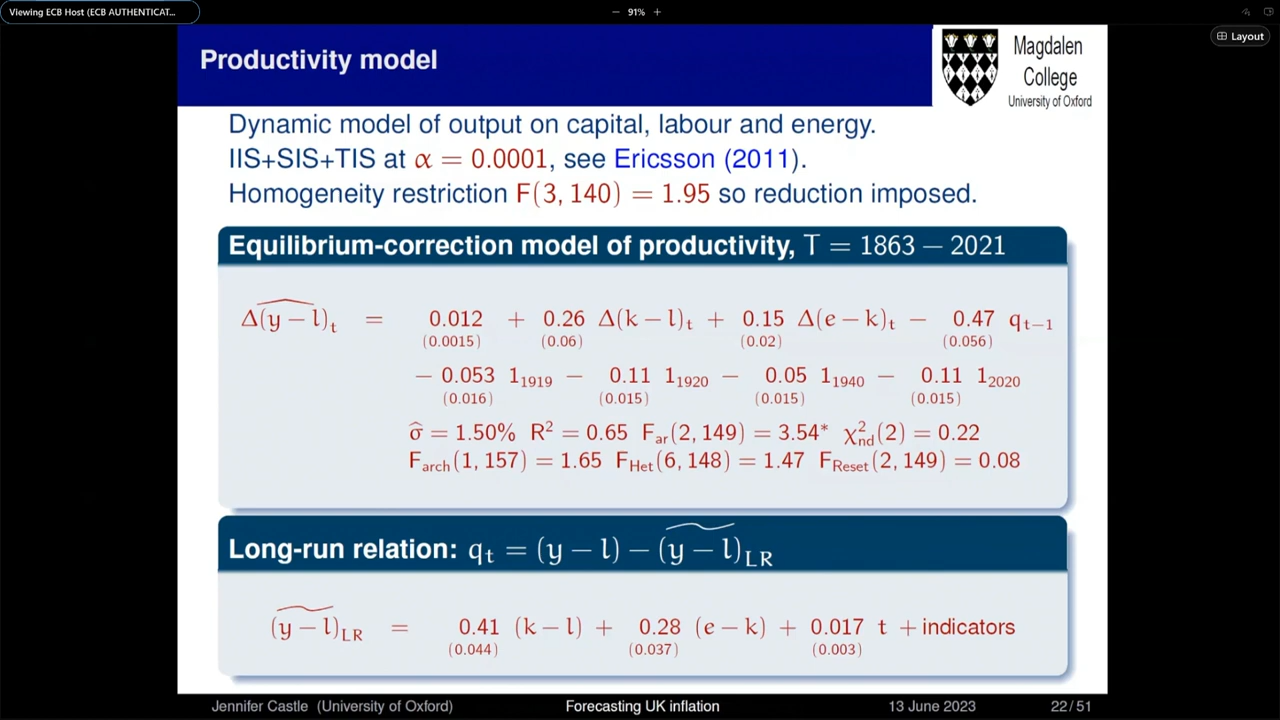 Viewing ECB Host (ECB AUTHENTICAT...
− 91% +
Layout
Productivity model
Magdalen
College
University of Oxford
Dynamic model of output on capital, labour and energy.
IIS+SIS+TIS at α = 0.0001, see Ericsson (2011).
Homogeneity restriction F(3, 140) = 1.95 so reduction imposed.
Equilibrium-correction model of productivity, T = 1863 − 2021
Δ(y − l)̂ₜ = 0.012 + 0.26 Δ(k − l)ₜ + 0.15 Δ(e − k)ₜ − 0.47 qₜ₋₁
(0.0015) (0.06) (0.02) (0.056)
− 0.053 1₁₉₁₉ − 0.11 1₁₉₂₀ − 0.05 1₁₉₄₀ − 0.11 1₂₀₂₀
(0.016) (0.015) (0.015) (0.015)
σ̂ = 1.50% R² = 0.65 F_ar(2, 149) = 3.54* χ²_nd(2) = 0.22
F_arch(1, 157) = 1.65 F_Het(6, 148) = 1.47 F_Reset(2, 149) = 0.08
Long-run relation: qₜ = (y − l) − (y − l)̃_LR
(y − l)̃_LR = 0.41 (k − l) + 0.28 (e − k) + 0.017 t + indicators
(0.044) (0.037) (0.003)
Jennifer Castle (University of Oxford) Forecasting UK inflation 13 June 2023 22 / 51